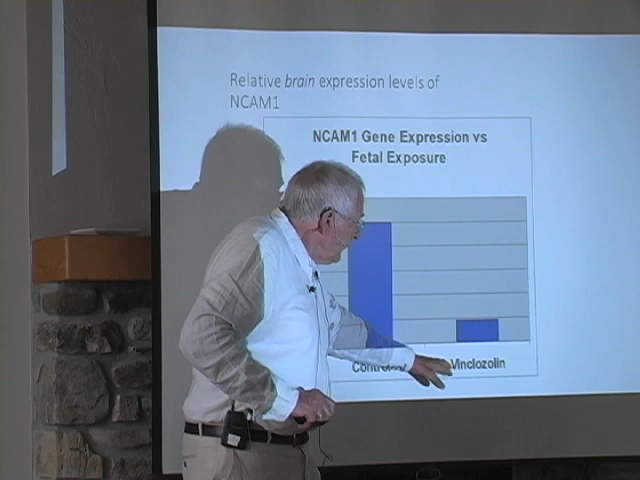 Relative brain expression levels of
NCAM1
NCAM1 Gene Expression vs
Fetal Exposure
Control
Vinclozolin